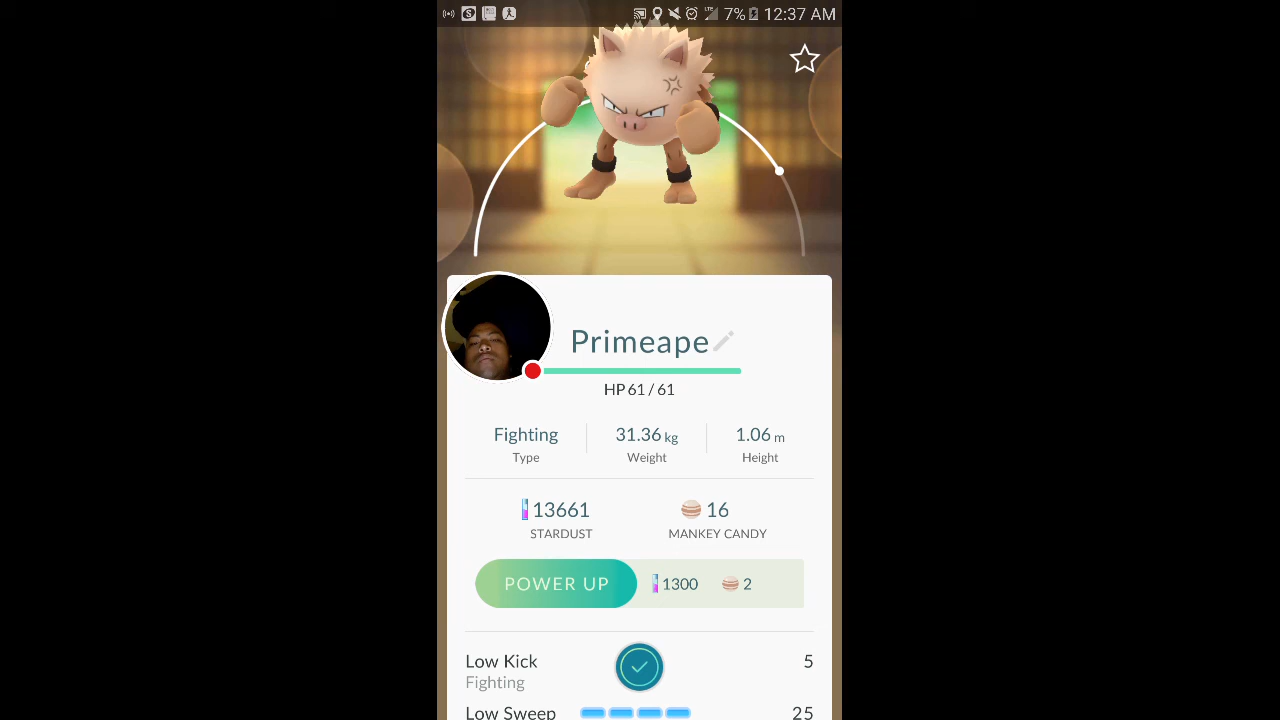 LTE 7% 12:37 AM
Primeape
HP 61 / 61
Fighting 31.36 kg 1.06 m
Type Weight Height
13661 16
STARDUST MANKEY CANDY
POWER UP 1300 2
Low Kick 5
Fighting
Low Sweep 25